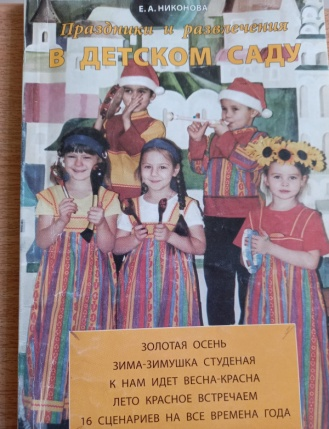 Е. А. НИКОНОВА
Праздники и развлечения
В ДЕТСКОМ САДУ
ЗОЛОТАЯ ОСЕНЬ
ЗИМА-ЗИМУШКА СТУДЕНАЯ
К НАМ ИДЕТ ВЕСНА-КРАСНА
ЛЕТО КРАСНОЕ ВСТРЕЧАЕМ
16 СЦЕНАРИЕВ НА ВСЕ ВРЕМЕНА ГОДА